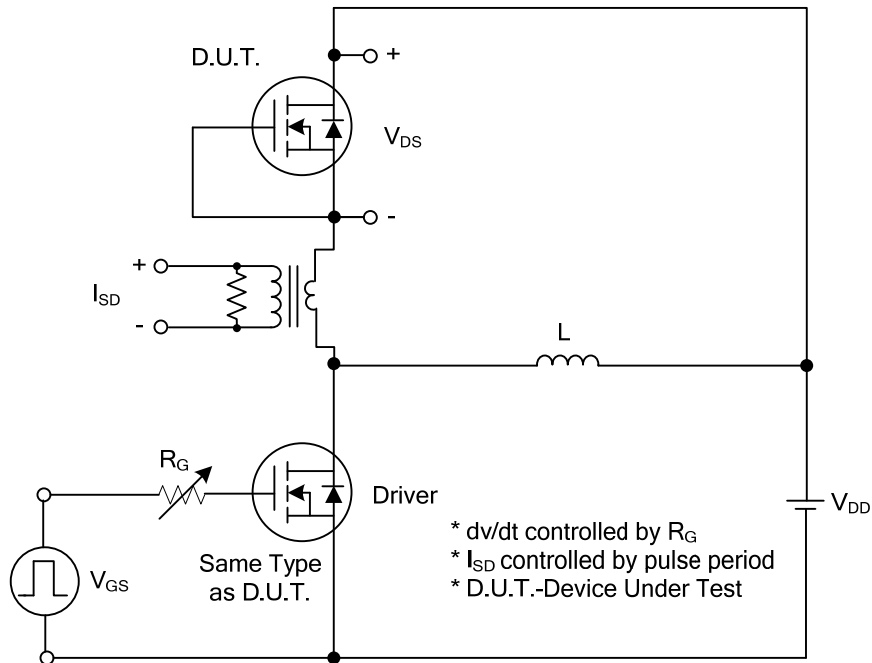 D.U.T.
+
V_DS
-
+
I_SD
-
L
R_G
Driver
V_DD
V_GS
Same Type
as D.U.T.
* dv/dt controlled by R_G
* I_SD controlled by pulse period
* D.U.T.-Device Under Test